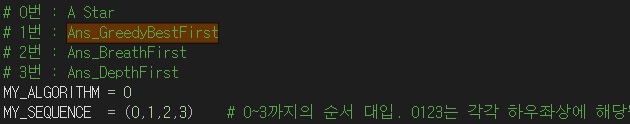 # 0번 : A Star
# 1번 : Ans_GreedyBestFirst
# 2번 : Ans_BreathFirst
# 3번 : Ans_DepthFirst
MY_ALGORITHM = 0
MY_SEQUENCE = (0,1,2,3) # 0~3까지의 순서 대입. 0123는 각각 하우좌상에